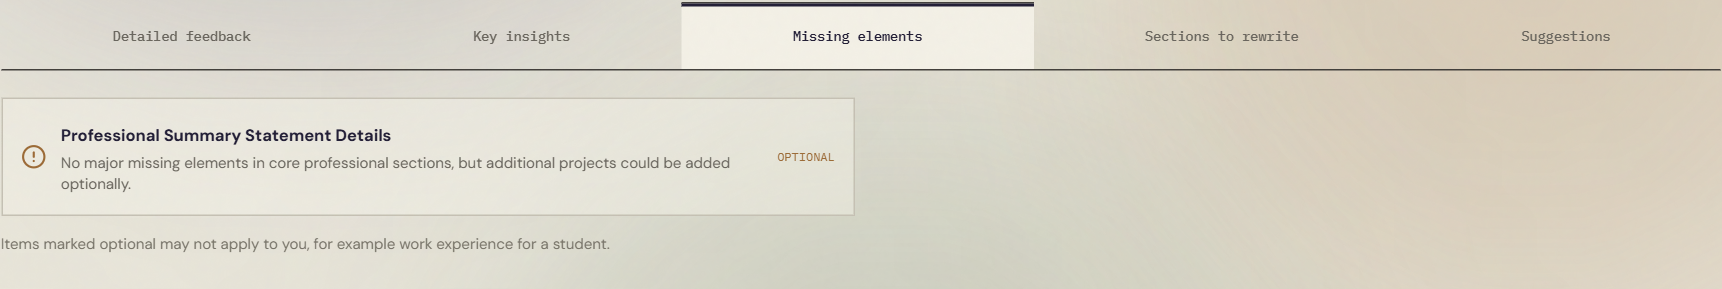 Detailed feedback
Key insights
Missing elements
Sections to rewrite
Suggestions
Professional Summary Statement Details
No major missing elements in core professional sections, but additional projects could be added
optionally.
OPTIONAL
Items marked optional may not apply to you, for example work experience for a student.